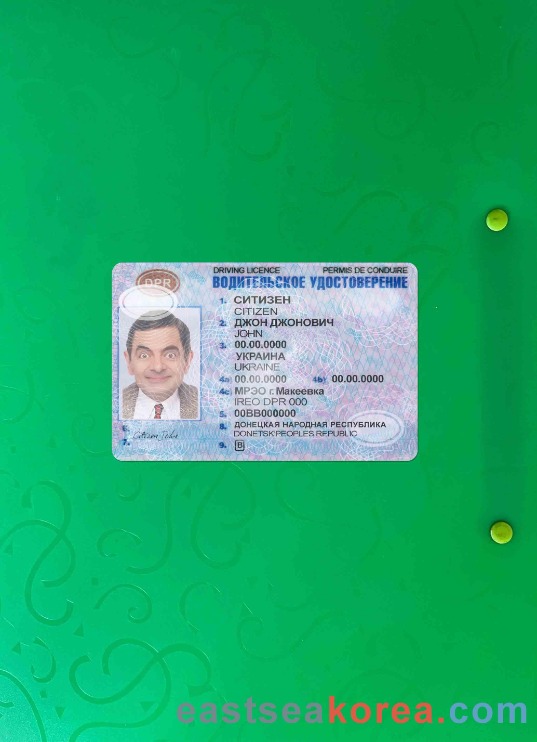 DPR
DRIVING LICENCE PERMIS DE CONDUIRE
ВОДИТЕЛЬСКОЕ УДОСТОВЕРЕНИЕ
1. СИТИЗЕН
CITIZEN
2. ДЖОН ДЖОНОВИЧ
JOHN
3. 00.00.0000
УКРАИНА
UKRAINE
4a) 00.00.0000 4b) 00.00.0000
4c) МРЭО г. Макеевка
IREO DPR 000
5. 00BB000000
6.
8. ДОНЕЦКАЯ НАРОДНАЯ РЕСПУБЛИКА
DONETSK'PEOPLES REPUBLIC
7.
9. B
eastseakorea.com